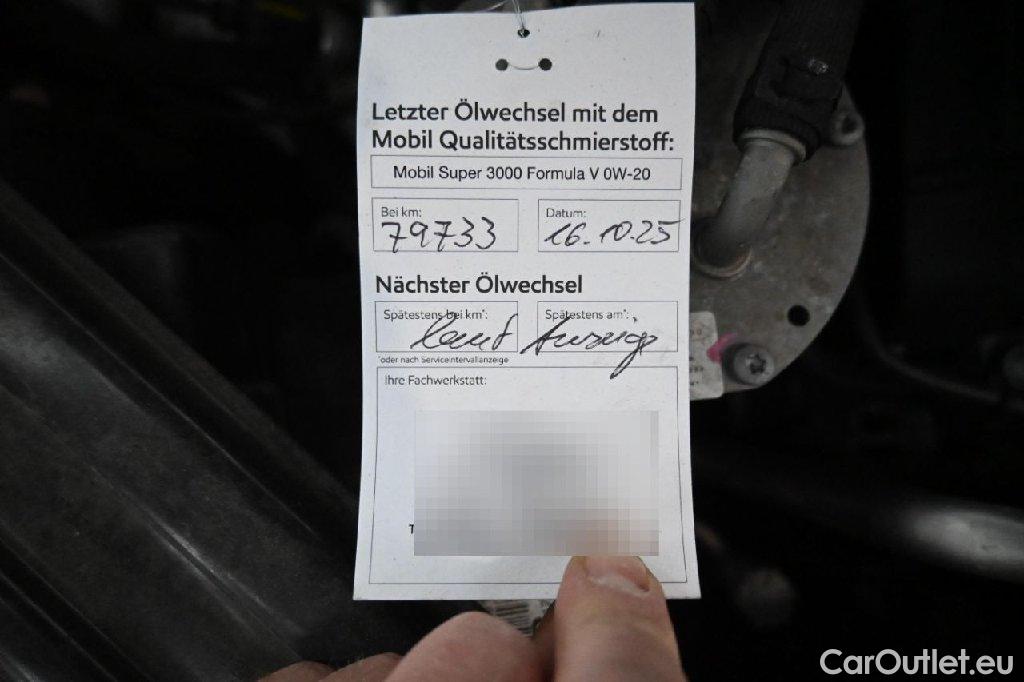 Letzter Ölwechsel mit dem
Mobil Qualitätsschmierstoff:
Mobil Super 3000 Formula V 0W-20
Bei km: Datum:
79733 16.10.25
Nächster Ölwechsel
Spätestens bei km*: Spätestens am*:
laut Anzeige
*oder nach Serviceintervallanzeige
Ihre Fachwerkstatt:
T
CarOutlet.eu